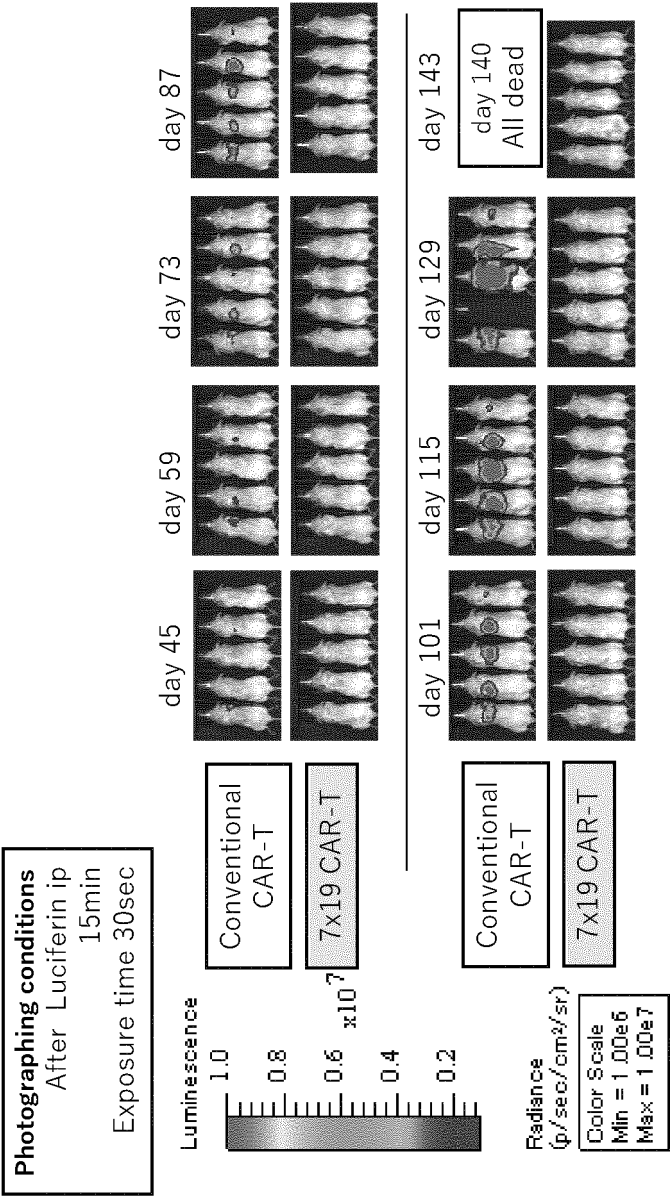 Photographing conditions
After Luciferin ip
15min
Exposure time 30sec
Luminescence
1.0
0.8
0.6
0.4
0.2
x10⁷
Radiance
(p/sec/cm²/sr)
Color Scale
Min = 1.00e6
Max = 1.00e7
day 45
day 59
day 73
day 87
Conventional
CAR-T
7x19 CAR-T
day 101
day 115
day 129
day 143
Conventional
CAR-T
day 140
All dead
7x19 CAR-T